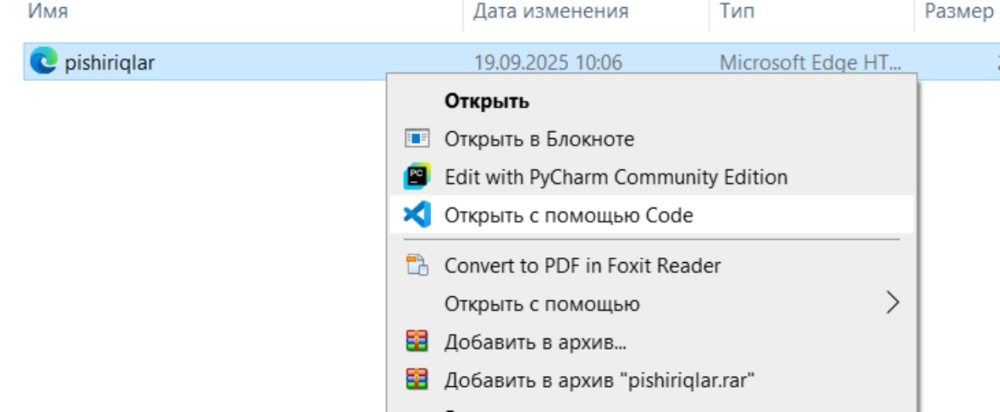 Имя Дата изменения Тип Размер
pishiriqlar 19.09.2025 10:06 Microsoft Edge HT...
Открыть
Открыть в Блокноте
PC Edit with PyCharm Community Edition
Открыть с помощью Code
Convert to PDF in Foxit Reader
Открыть с помощью
Добавить в архив...
Добавить в архив "pishiriqlar.rar"